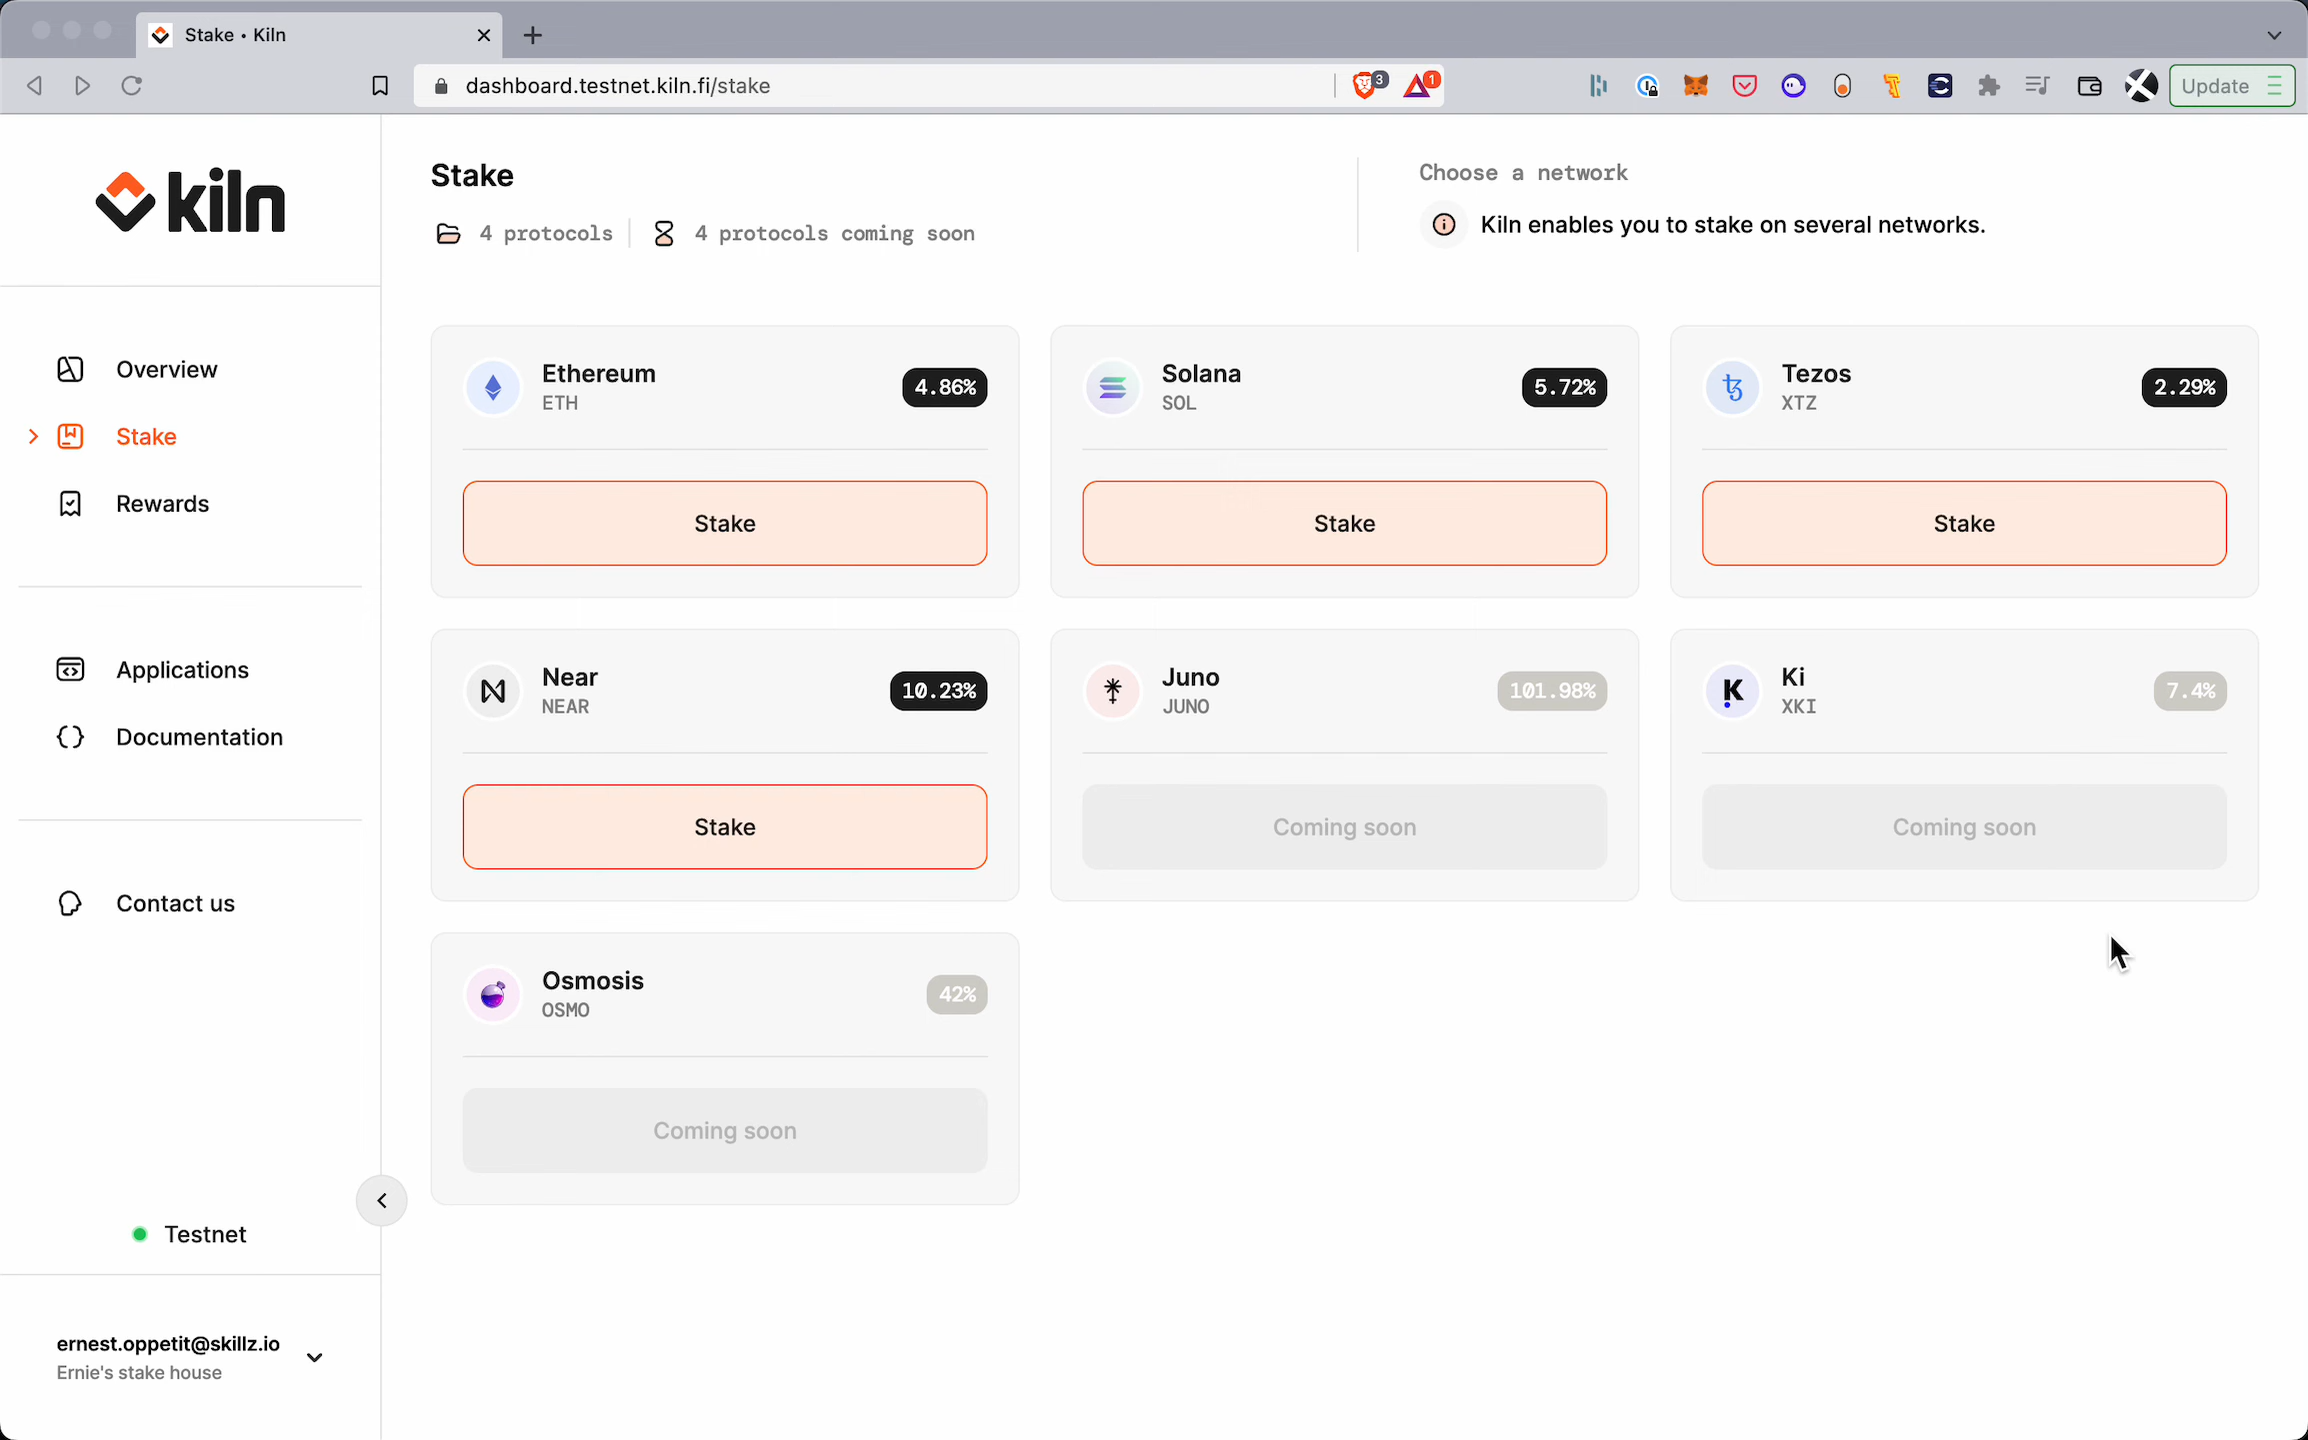 Stake • Kiln
dashboard.testnet.kiln.fi/stake
3
1
Update
kiln
Overview
Stake
Rewards
Applications
Documentation
Contact us
Testnet
ernest.oppetit@skillz.io
Ernie's stake house
Stake
4 protocols
4 protocols coming soon
Choose a network
Kiln enables you to stake on several networks.
Ethereum
ETH
4.86%
Stake
Solana
SOL
5.72%
Stake
Tezos
XTZ
2.29%
Stake
Near
NEAR
10.23%
Stake
Juno
JUNO
101.98%
Coming soon
Ki
XKI
7.4%
Coming soon
Osmosis
OSMO
42%
Coming soon